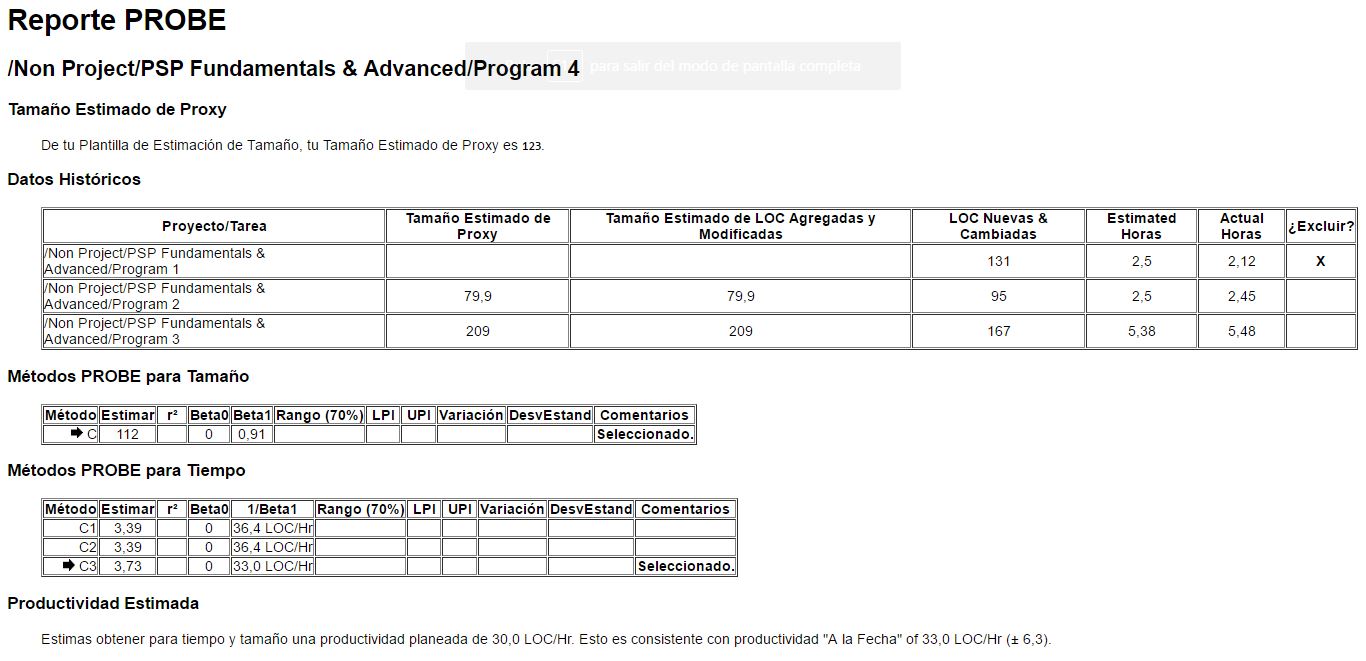 Reporte PROBE
/Non Project/PSP Fundamentals & Advanced/Program 4
para salir del modo de pantalla completa
Tamaño Estimado de Proxy
De tu Plantilla de Estimación de Tamaño, tu Tamaño Estimado de Proxy es 123.
Datos Históricos
Proyecto/Tarea Tamaño Estimado de Proxy Tamaño Estimado de LOC Agregadas y Modificadas LOC Nuevas & Cambiadas Estimated Horas Actual Horas ¿Excluir?
/Non Project/PSP Fundamentals & Advanced/Program 1 131 2,5 2,12 X
/Non Project/PSP Fundamentals & Advanced/Program 2 79,9 79,9 95 2,5 2,45
/Non Project/PSP Fundamentals & Advanced/Program 3 209 209 167 5,38 5,48
Métodos PROBE para Tamaño
Método Estimar r² Beta0 Beta1 Rango (70%) LPI UPI Variación DesvEstand Comentarios
C 112 0 0,91 Seleccionado.
Métodos PROBE para Tiempo
Método Estimar r² Beta0 1/Beta1 Rango (70%) LPI UPI Variación DesvEstand Comentarios
C1 3,39 0 36,4 LOC/Hr
C2 3,39 0 36,4 LOC/Hr
C3 3,73 0 33,0 LOC/Hr Seleccionado.
Productividad Estimada
Estimas obtener para tiempo y tamaño una productividad planeada de 30,0 LOC/Hr. Esto es consistente con productividad "A la Fecha" of 33,0 LOC/Hr (± 6,3).